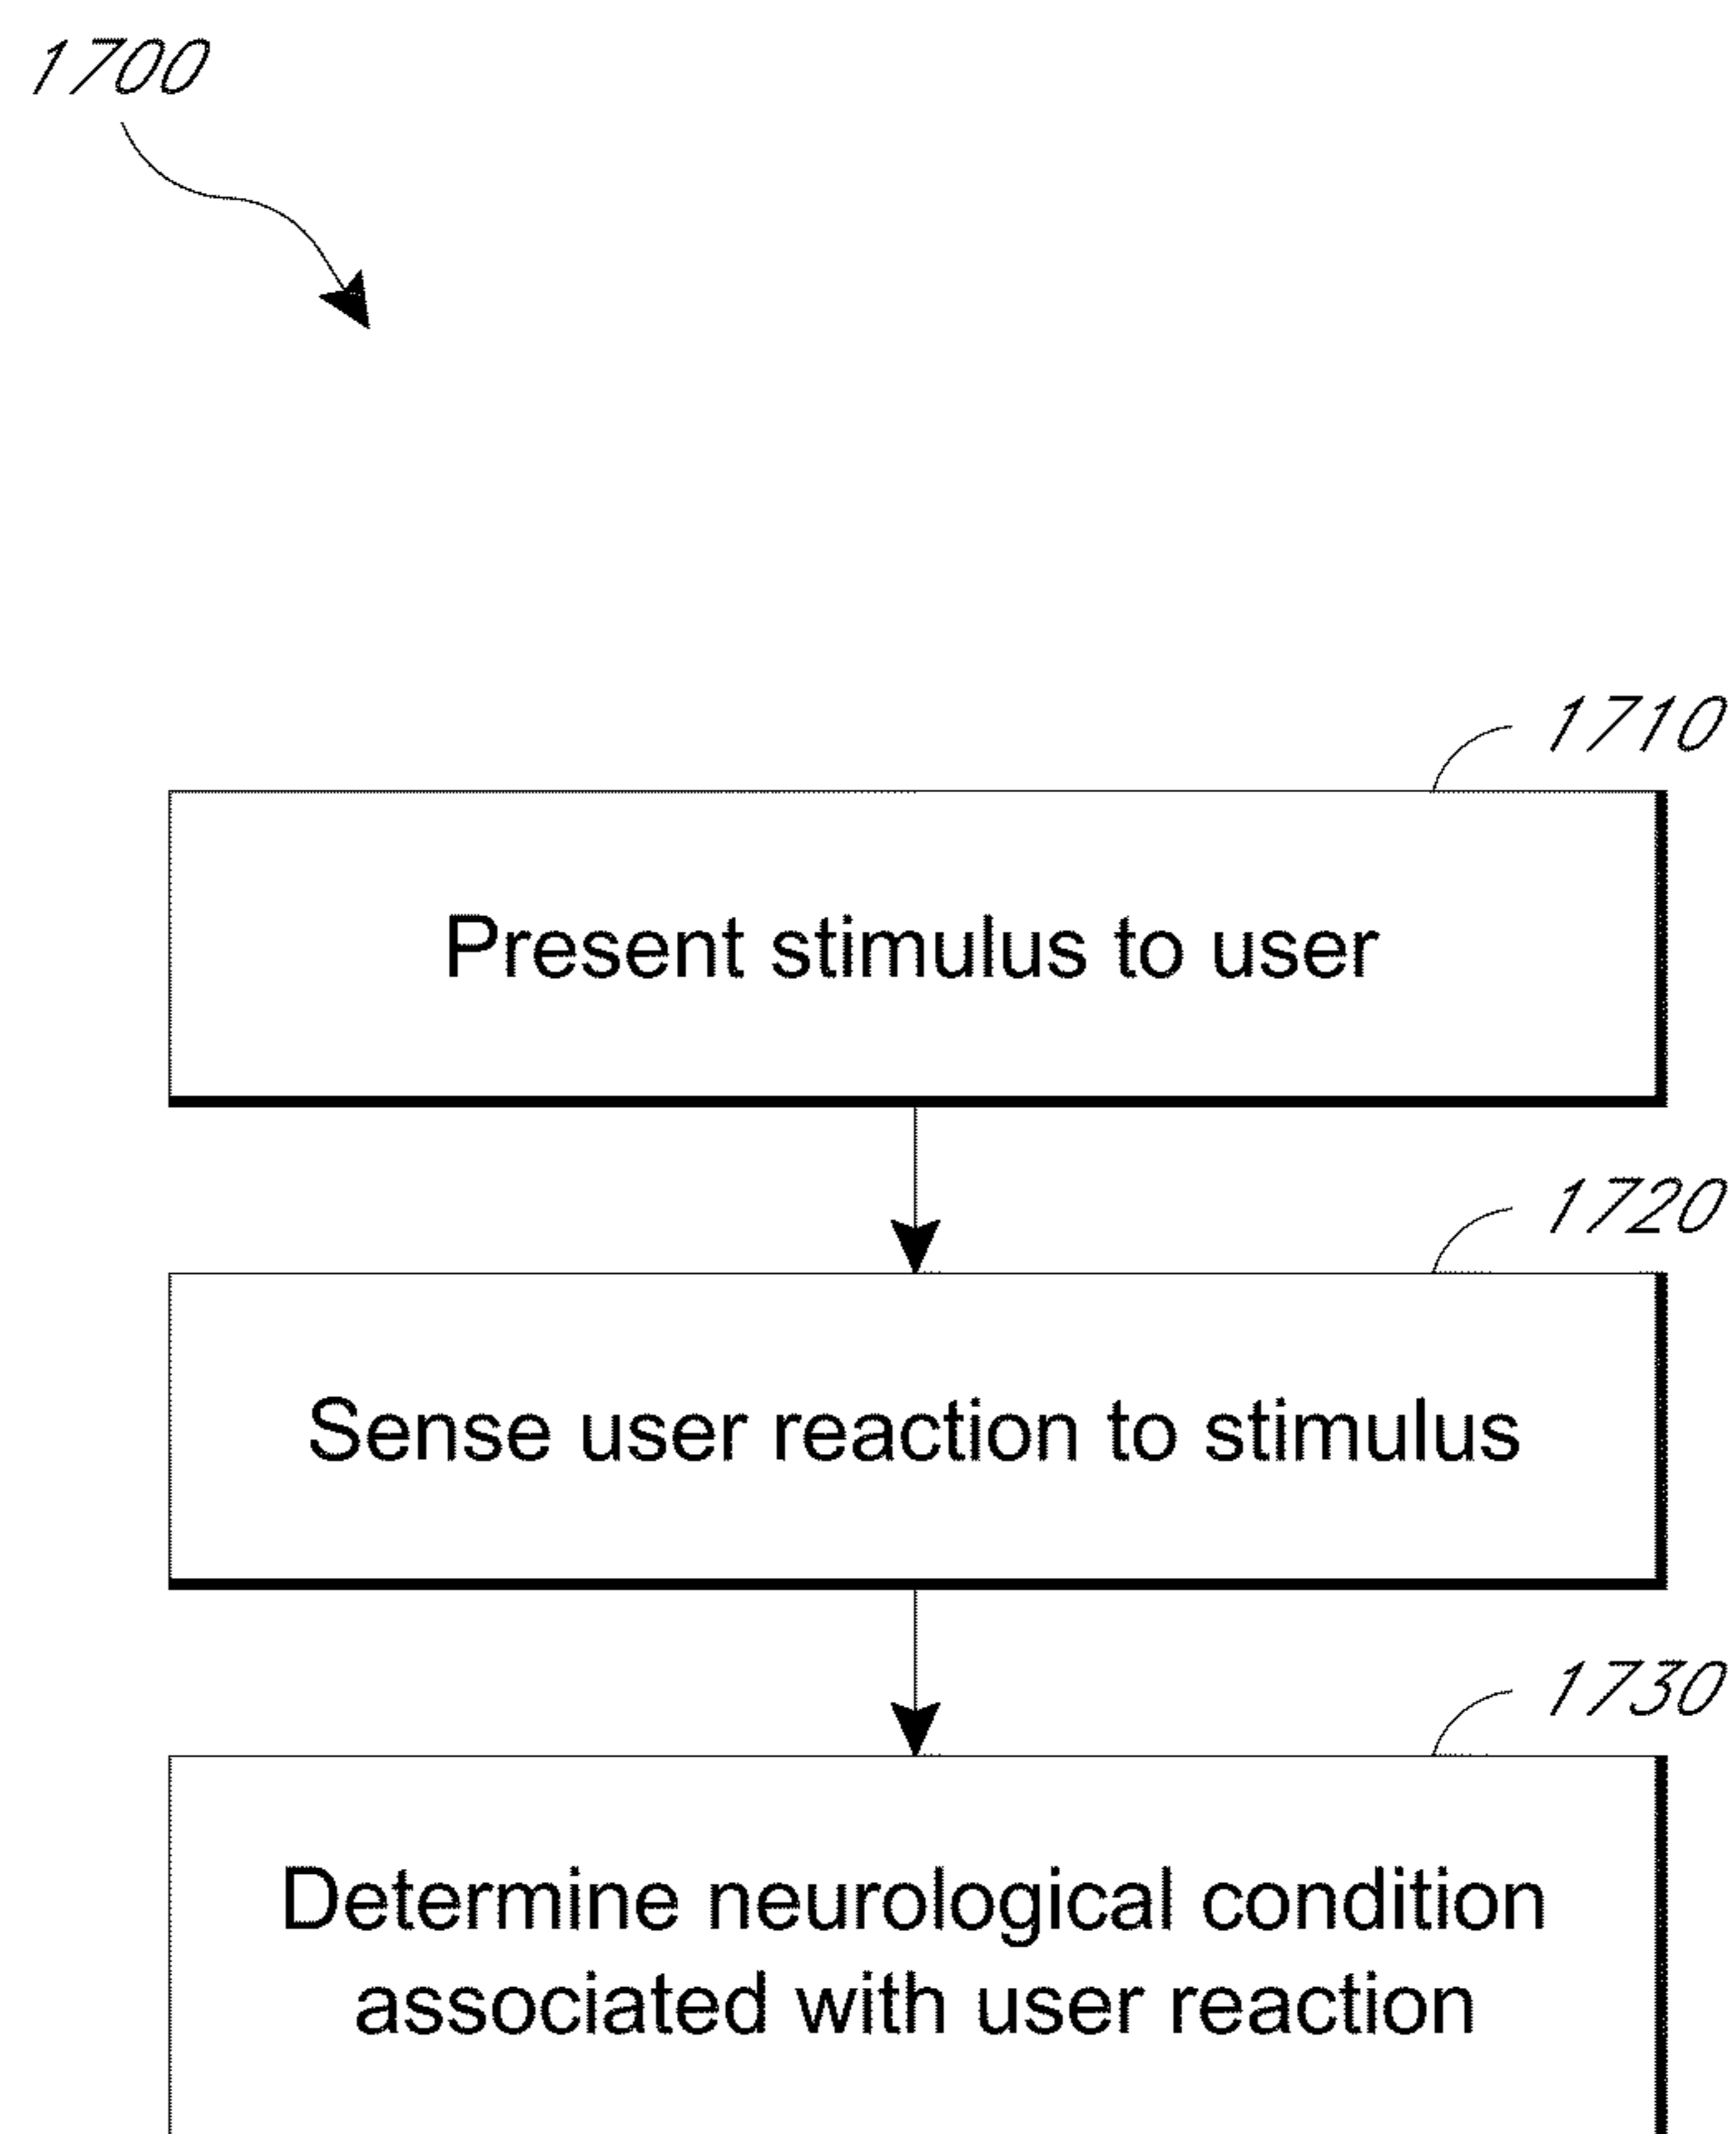 1700
1710
Present stimulus to user
1720
Sense user reaction to stimulus
1730
Determine neurological condition
associated with user reaction